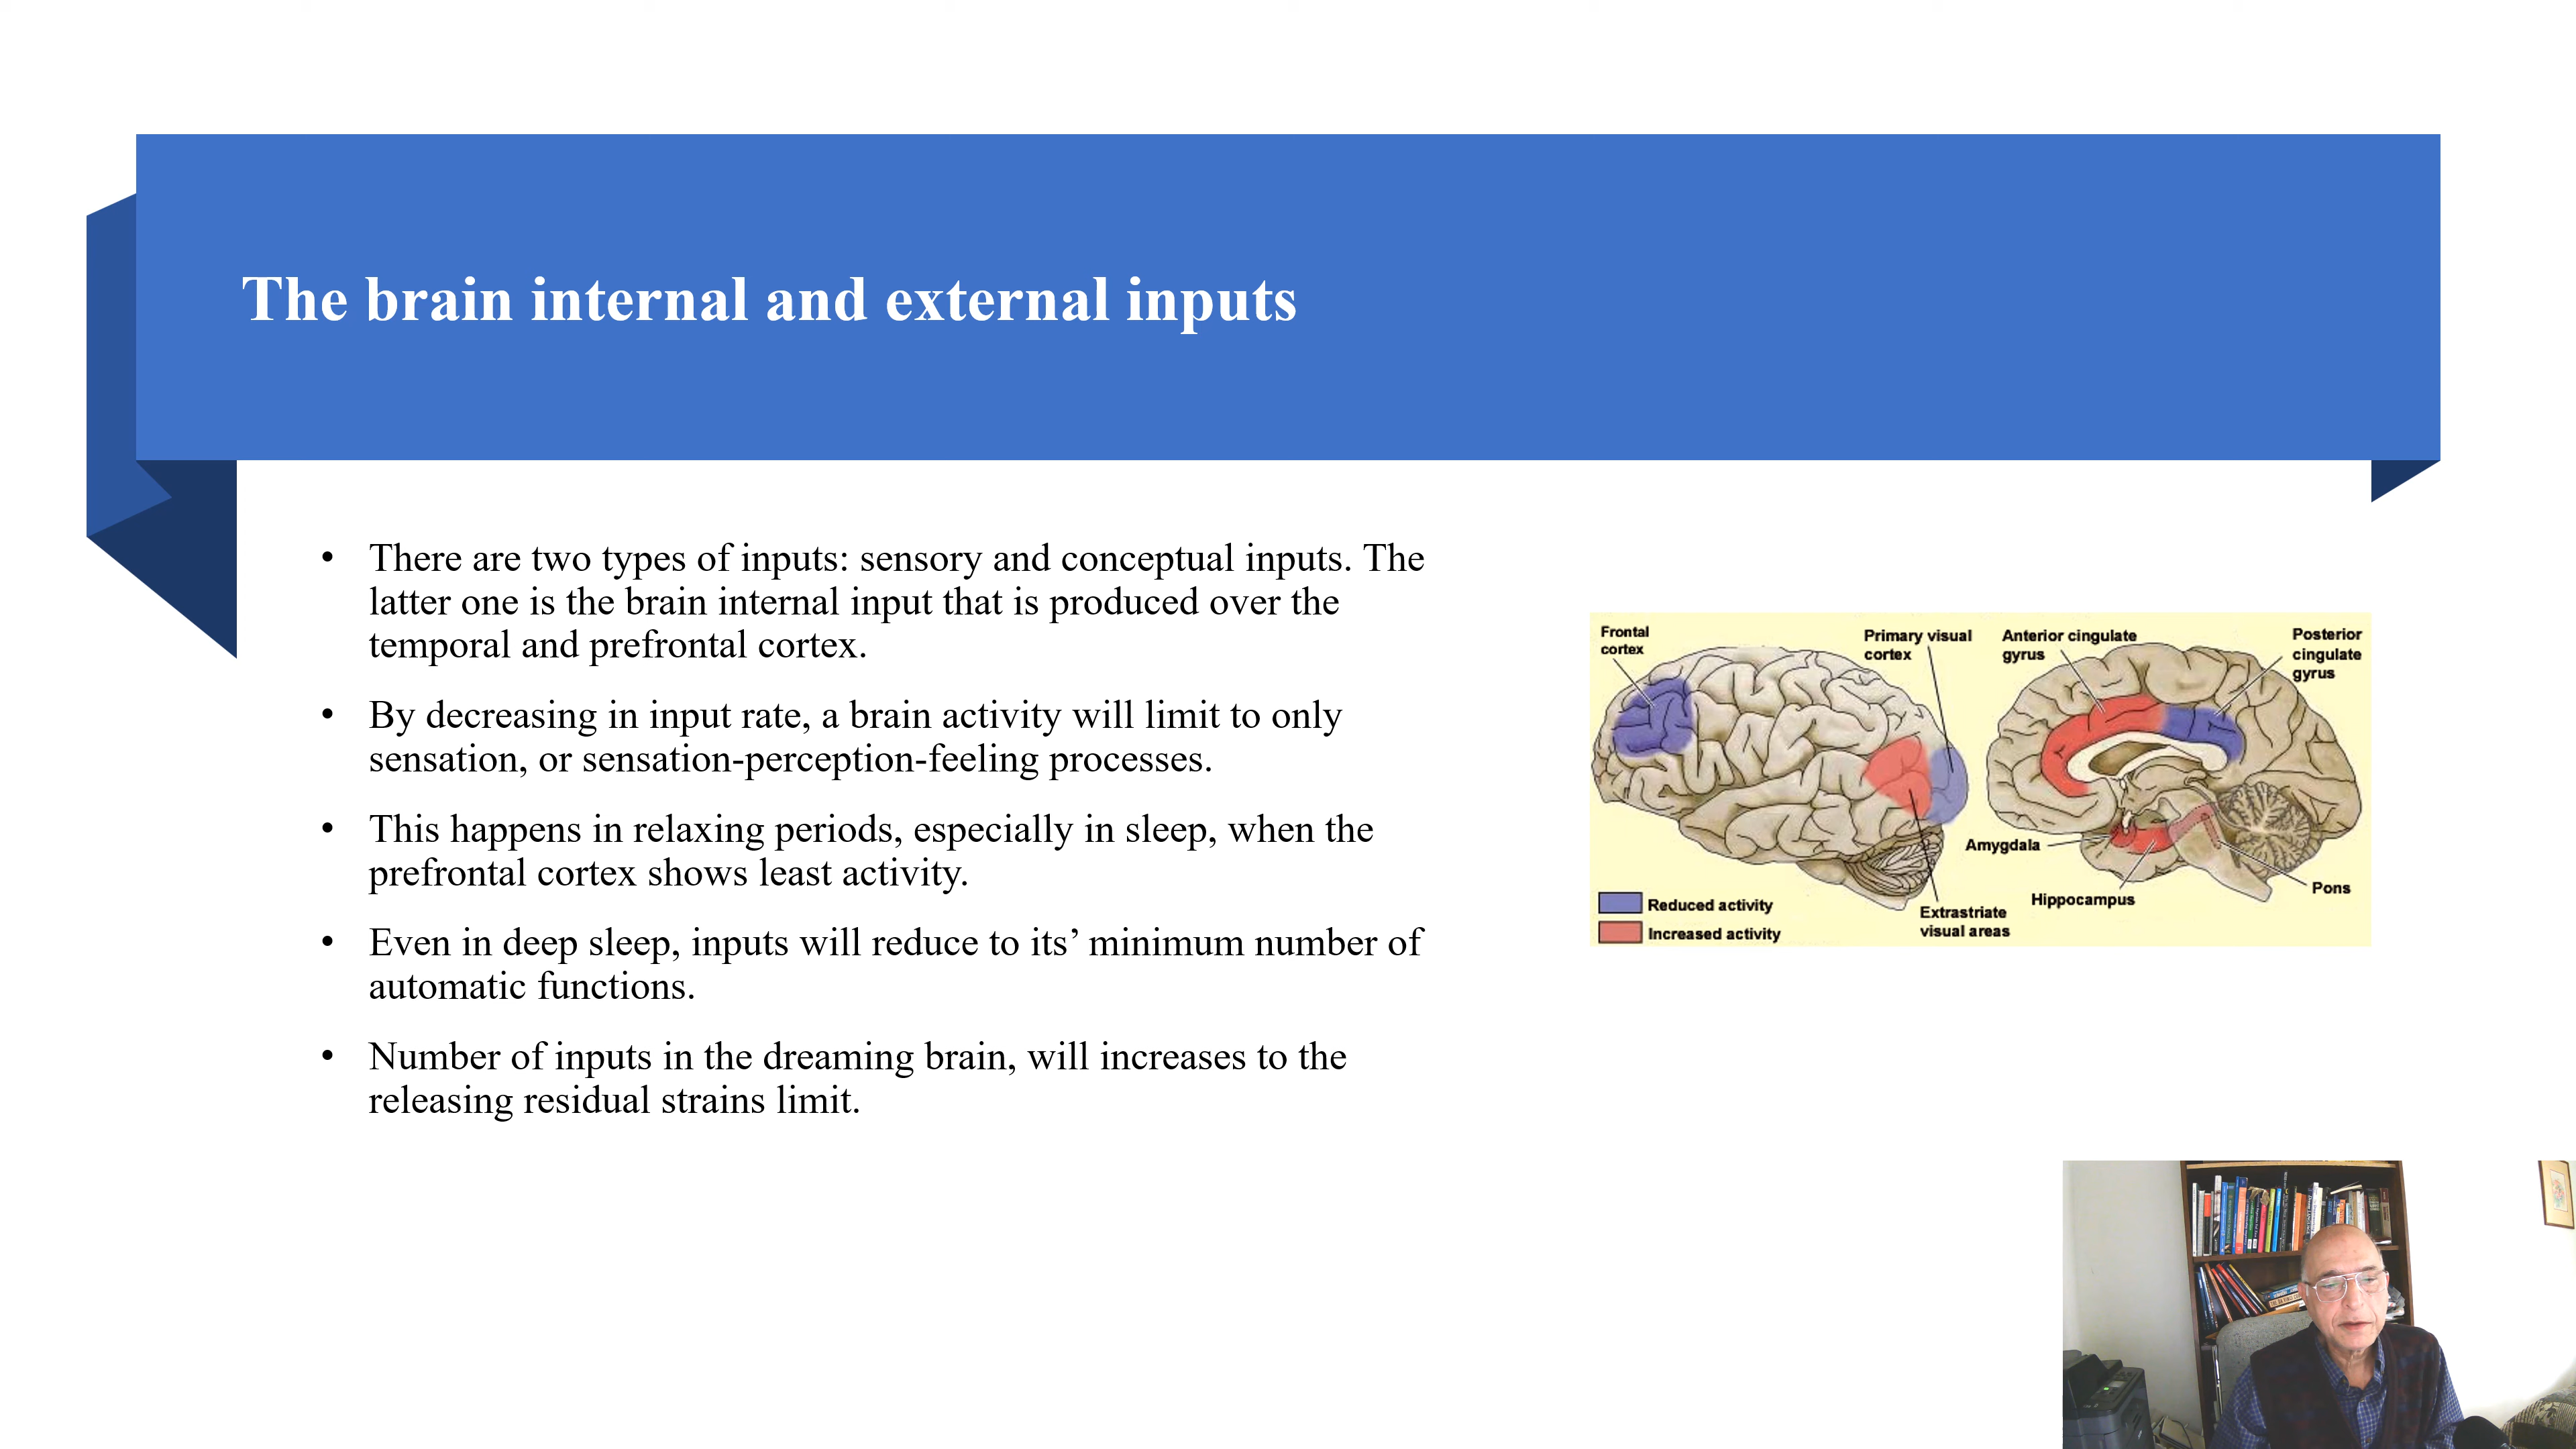 The brain internal and external inputs
• There are two types of inputs: sensory and conceptual inputs. The
latter one is the brain internal input that is produced over the
temporal and prefrontal cortex.
• By decreasing in input rate, a brain activity will limit to only
sensation, or sensation-perception-feeling processes.
• This happens in relaxing periods, especially in sleep, when the
prefrontal cortex shows least activity.
• Even in deep sleep, inputs will reduce to its’ minimum number of
automatic functions.
• Number of inputs in the dreaming brain, will increases to the
releasing residual strains limit.
Frontal
cortex
Primary visual
cortex
Anterior cingulate
gyrus
Posterior
cingulate
gyrus
Amygdala
Hippocampus
Pons
Extrastriate
visual areas
Reduced activity
Increased activity